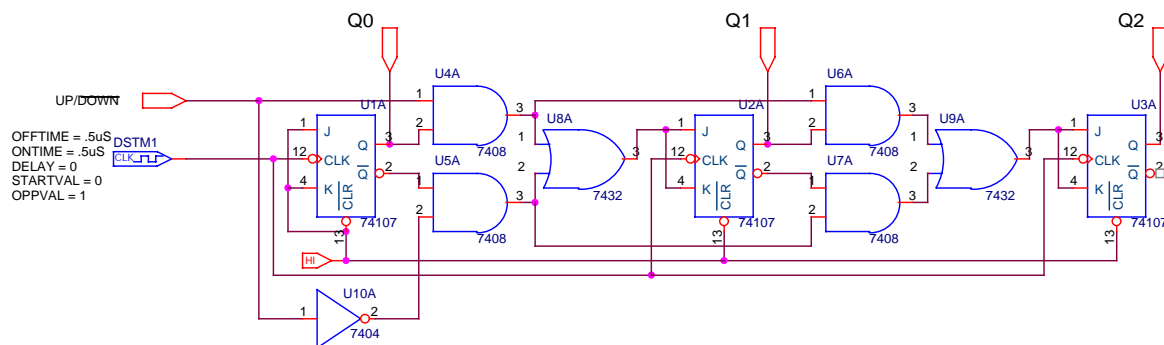 Q0
Q1
Q2
U4A
U6A
UP/DOWN
1
3
2
7408
1
3
2
7408
U1A
U8A
U2A
U9A
U3A
OFFTIME = .5uS
ONTIME = .5uS
DELAY = 0
STARTVAL = 0
OPPVAL = 1
DSTM1
CLK
1
12
4
J
CLK
K
CLR
Q
Q
3
2
13
74107
U5A
1
2
3
7408
1
2
3
7432
1
12
4
J
CLK
K
CLR
Q
Q
3
2
13
74107
U7A
1
2
3
7408
1
2
3
7432
1
12
4
J
CLK
K
CLR
Q
Q
3
2
13
74107
HI
U10A
1
2
7404